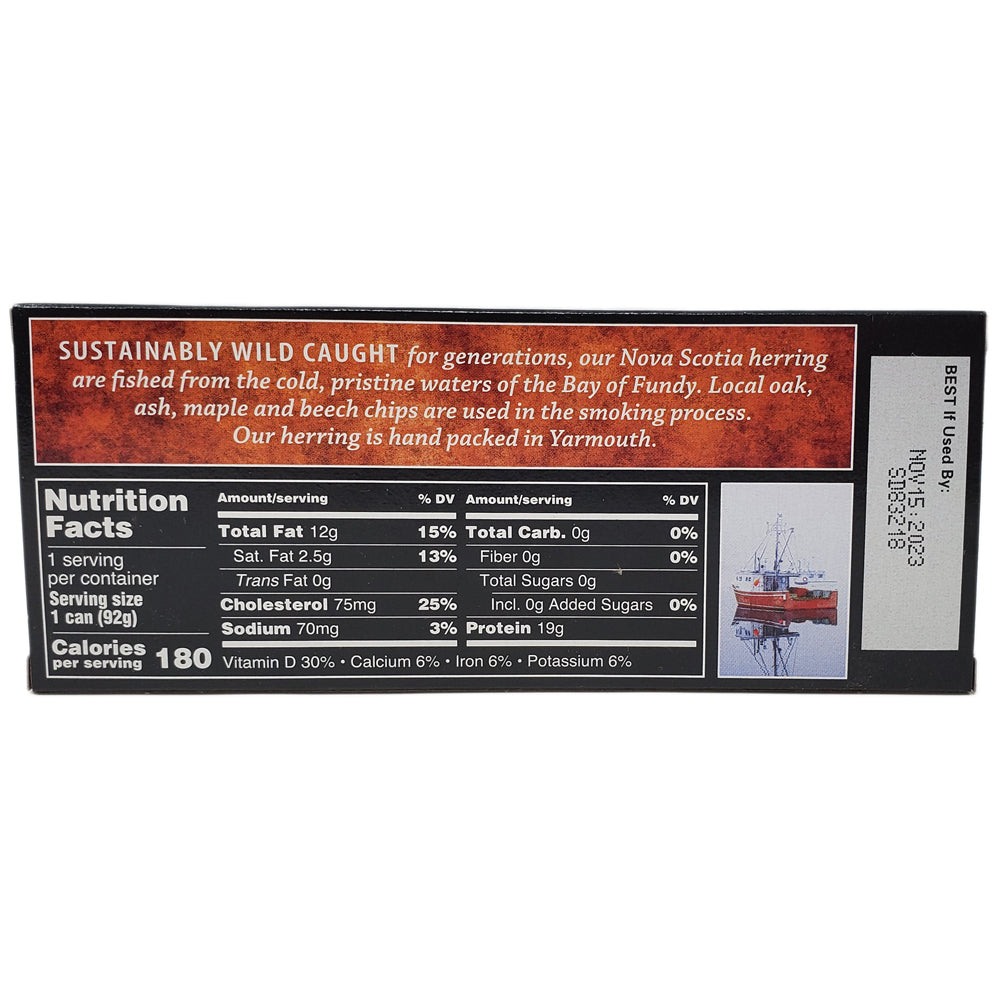 SUSTAINABLY WILD CAUGHT for generations, our Nova Scotia herring
are fished from the cold, pristine waters of the Bay of Fundy. Local oak,
ash, maple and beech chips are used in the smoking process.
Our herring is hand packed in Yarmouth.
BEST If Used By:
NOV 15 2023
SD83218
Nutrition
Facts
1 serving
per container
Serving size
1 can (92g)
Calories
per serving 180
Amount/serving % DV
Total Fat 12g 15%
Sat. Fat 2.5g 13%
Trans Fat 0g
Cholesterol 75mg 25%
Sodium 70mg 3%
Amount/serving % DV
Total Carb. 0g 0%
Fiber 0g 0%
Total Sugars 0g
Incl. 0g Added Sugars 0%
Protein 19g
Vitamin D 30% • Calcium 6% • Iron 6% • Potassium 6%